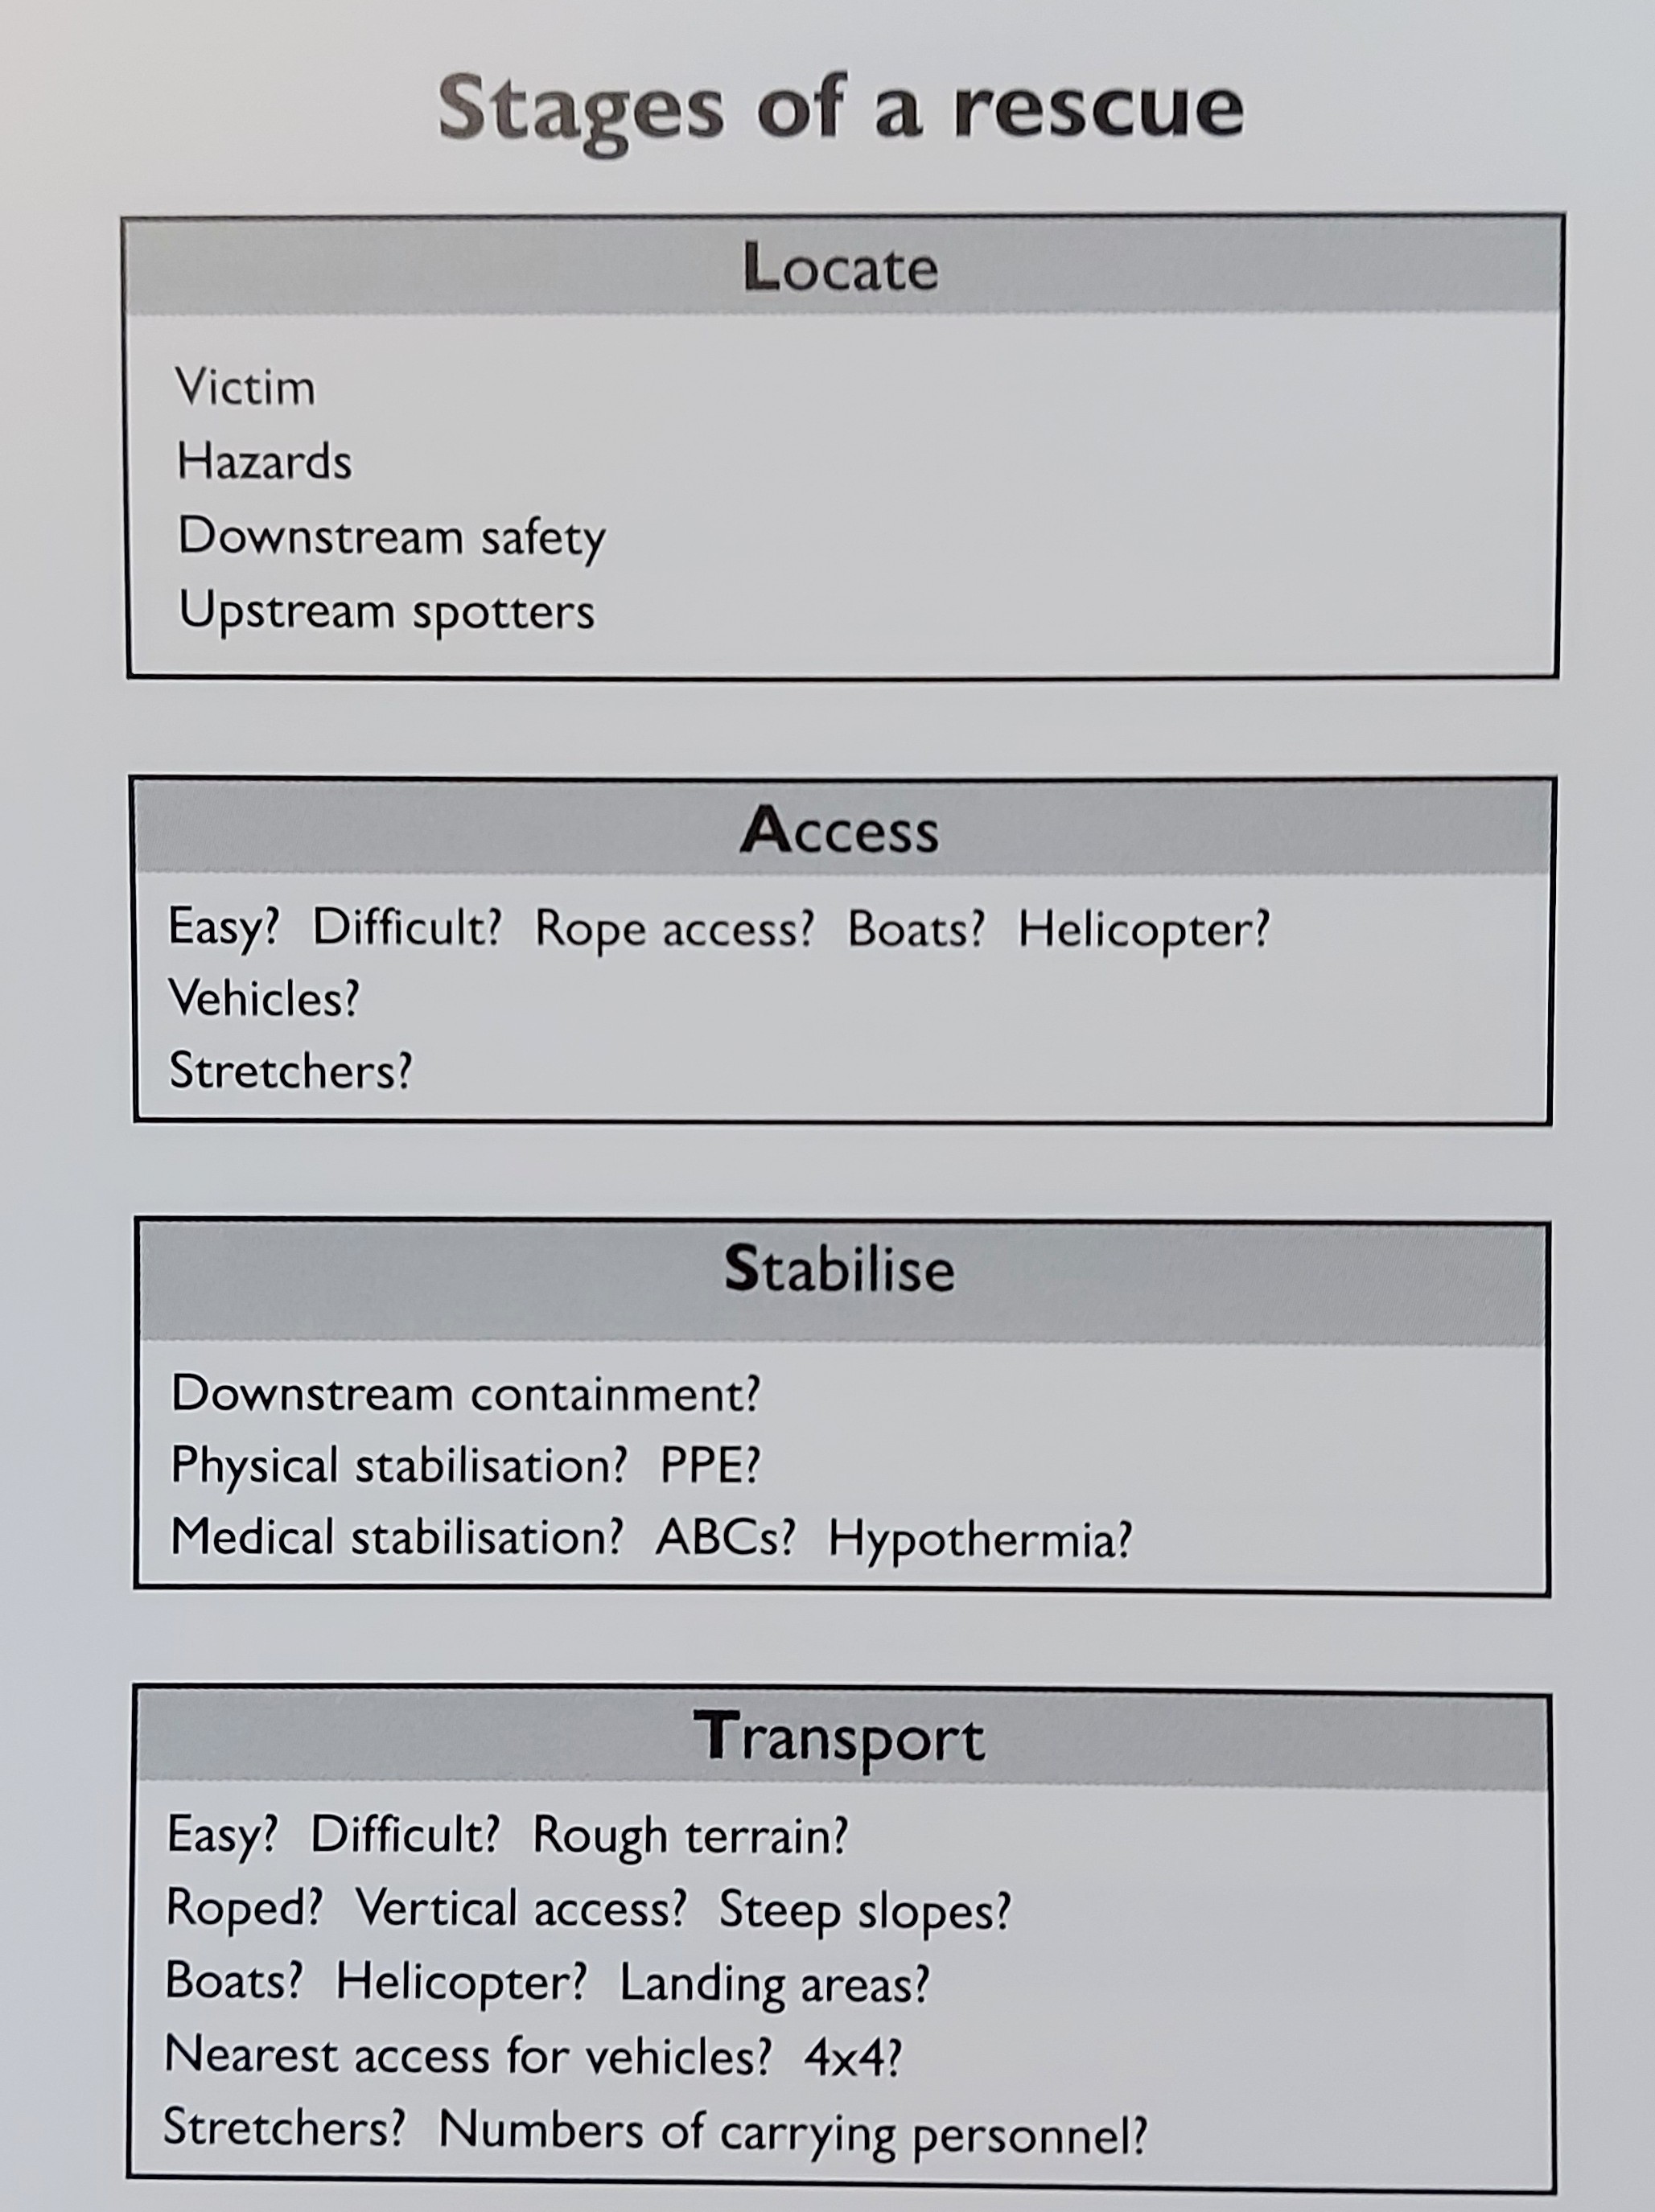 Stages of a rescue
Locate
Victim
Hazards
Downstream safety
Upstream spotters
Access
Easy? Difficult? Rope access? Boats? Helicopter?
Vehicles?
Stretchers?
Stabilise
Downstream containment?
Physical stabilisation? PPE?
Medical stabilisation? ABCs? Hypothermia?
Transport
Easy? Difficult? Rough terrain?
Roped? Vertical access? Steep slopes?
Boats? Helicopter? Landing areas?
Nearest access for vehicles? 4x4?
Stretchers? Numbers of carrying personnel?